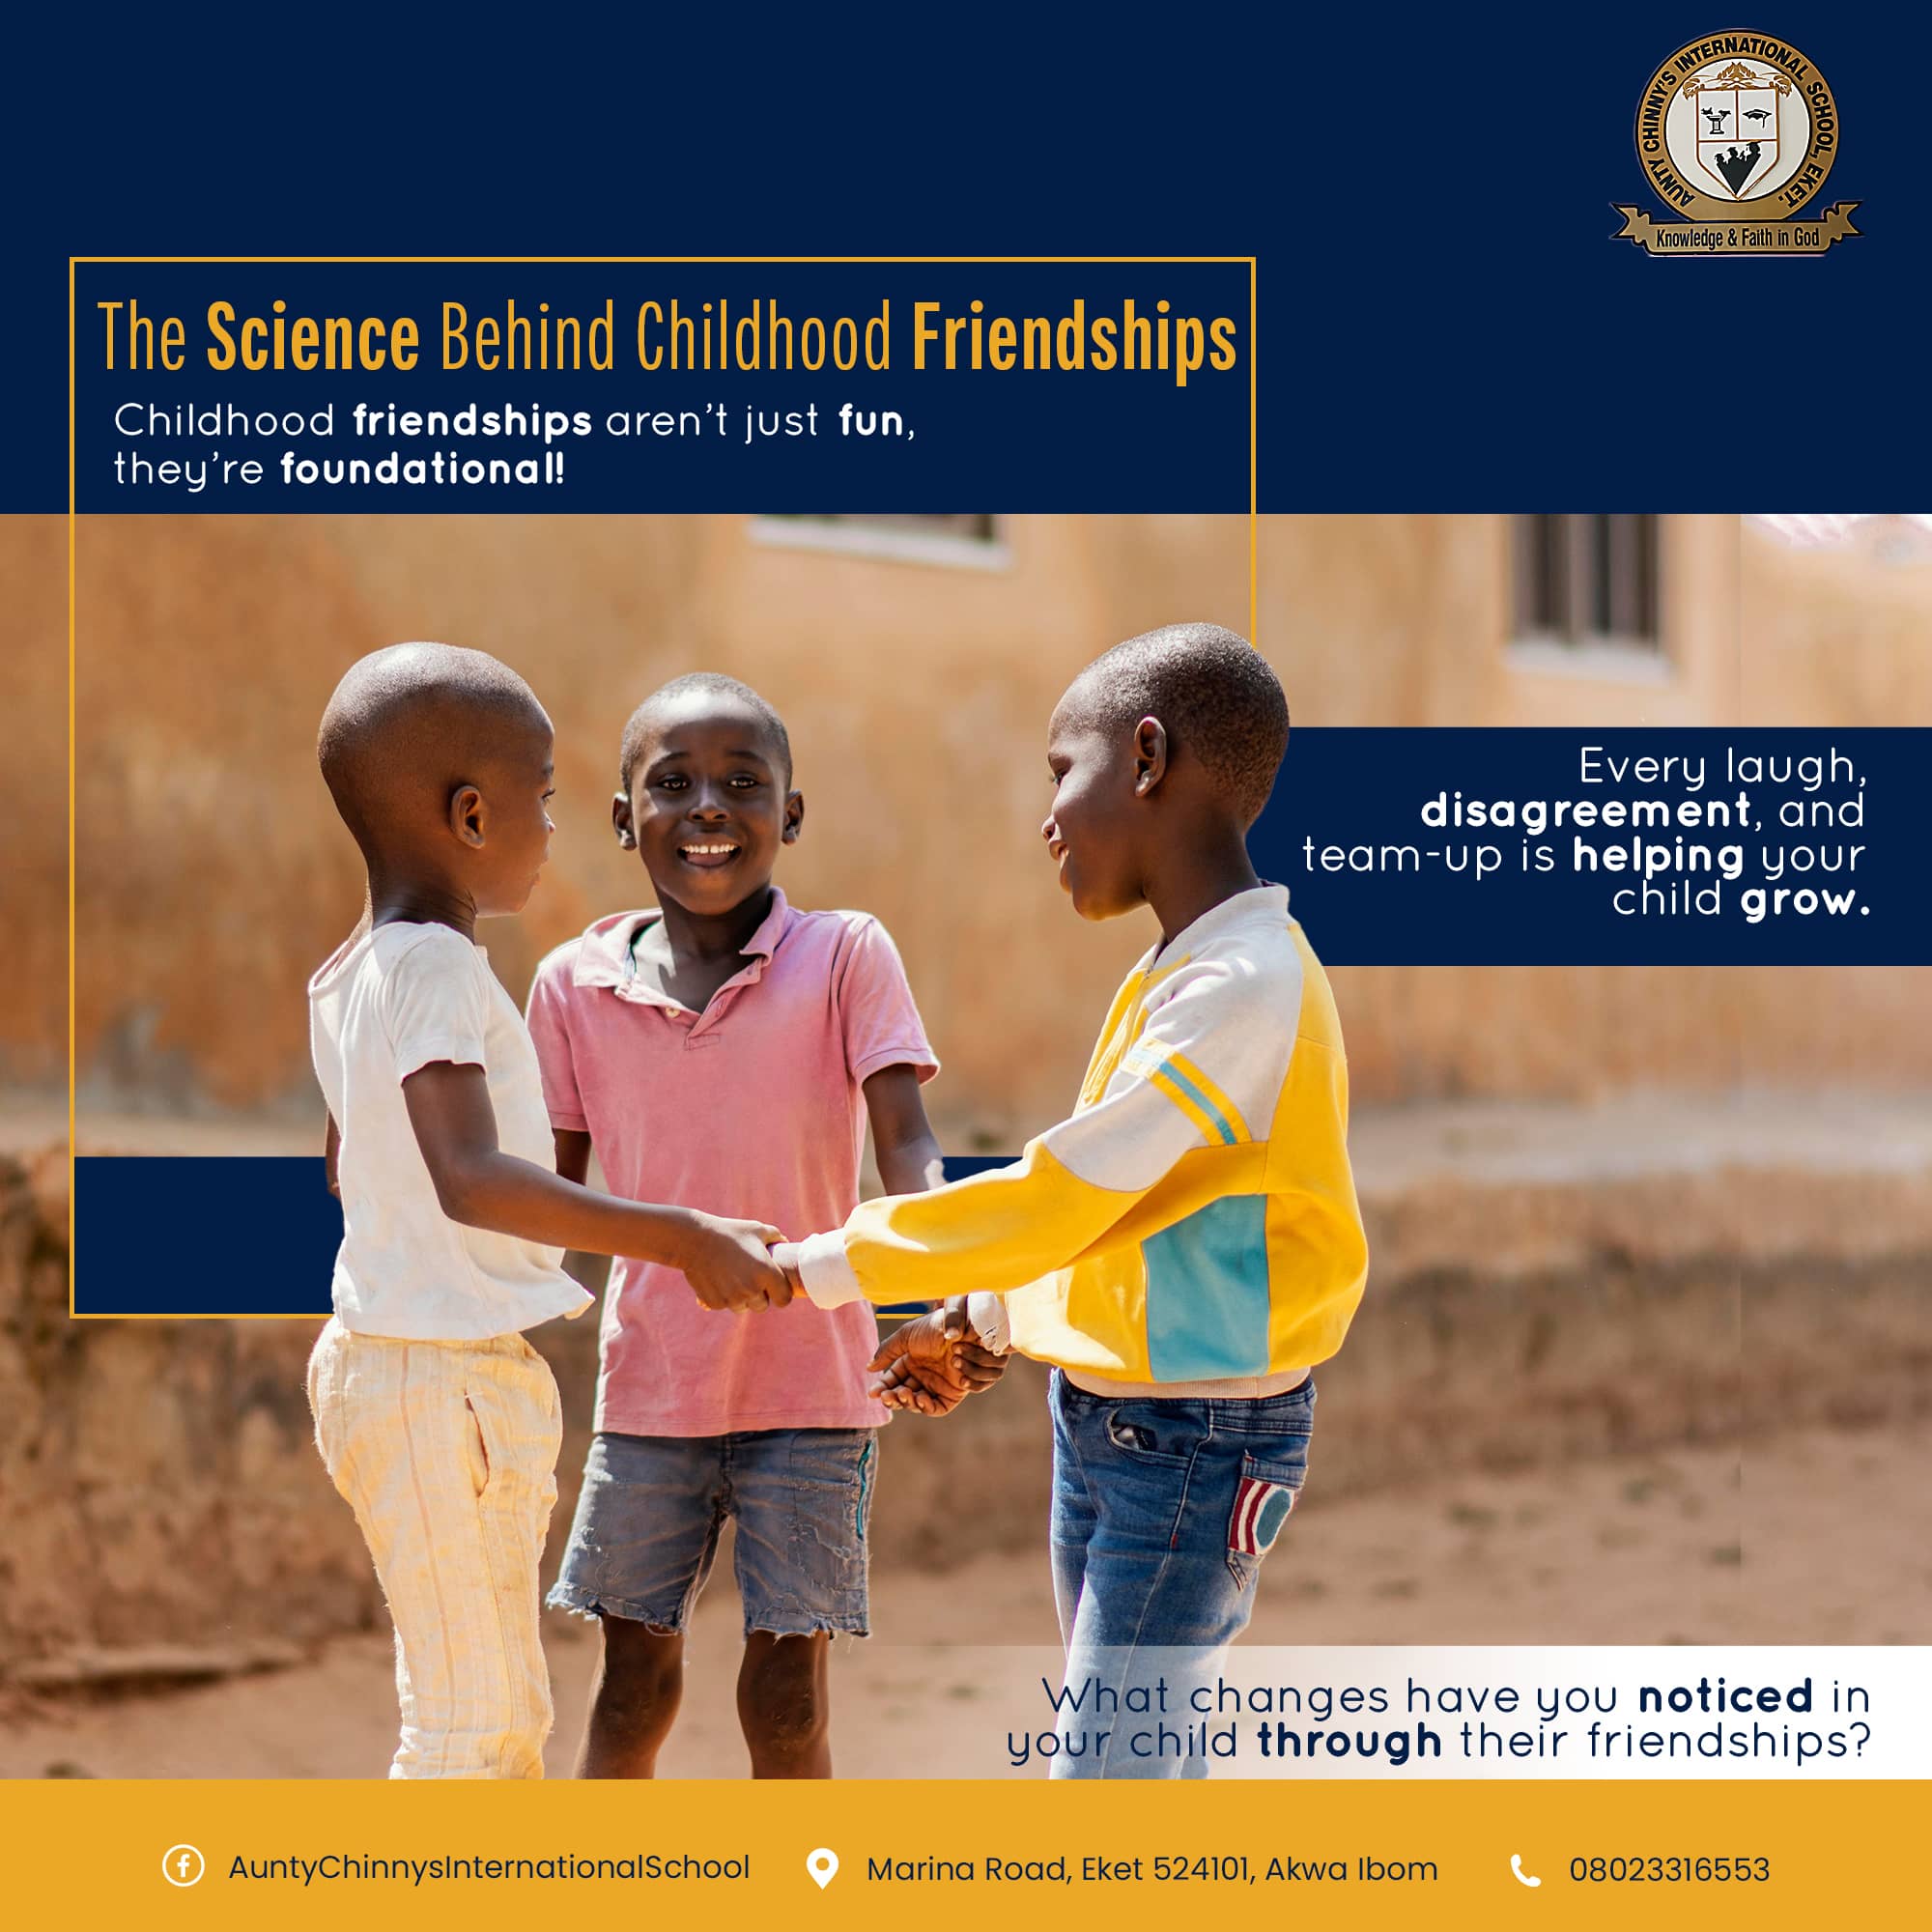 AUNTY CHINNY'S INTERNATIONAL SCHOOL, EKET.
Knowledge & Faith in God
The Science Behind Childhood Friendships
Childhood friendships aren't just fun,
they're foundational!
Every laugh,
disagreement, and
team-up is helping your
child grow.
What changes have you noticed in
your child through their friendships?
AuntyChinnysInternationalSchool
Marina Road, Eket 524101, Akwa Ibom
08023316553